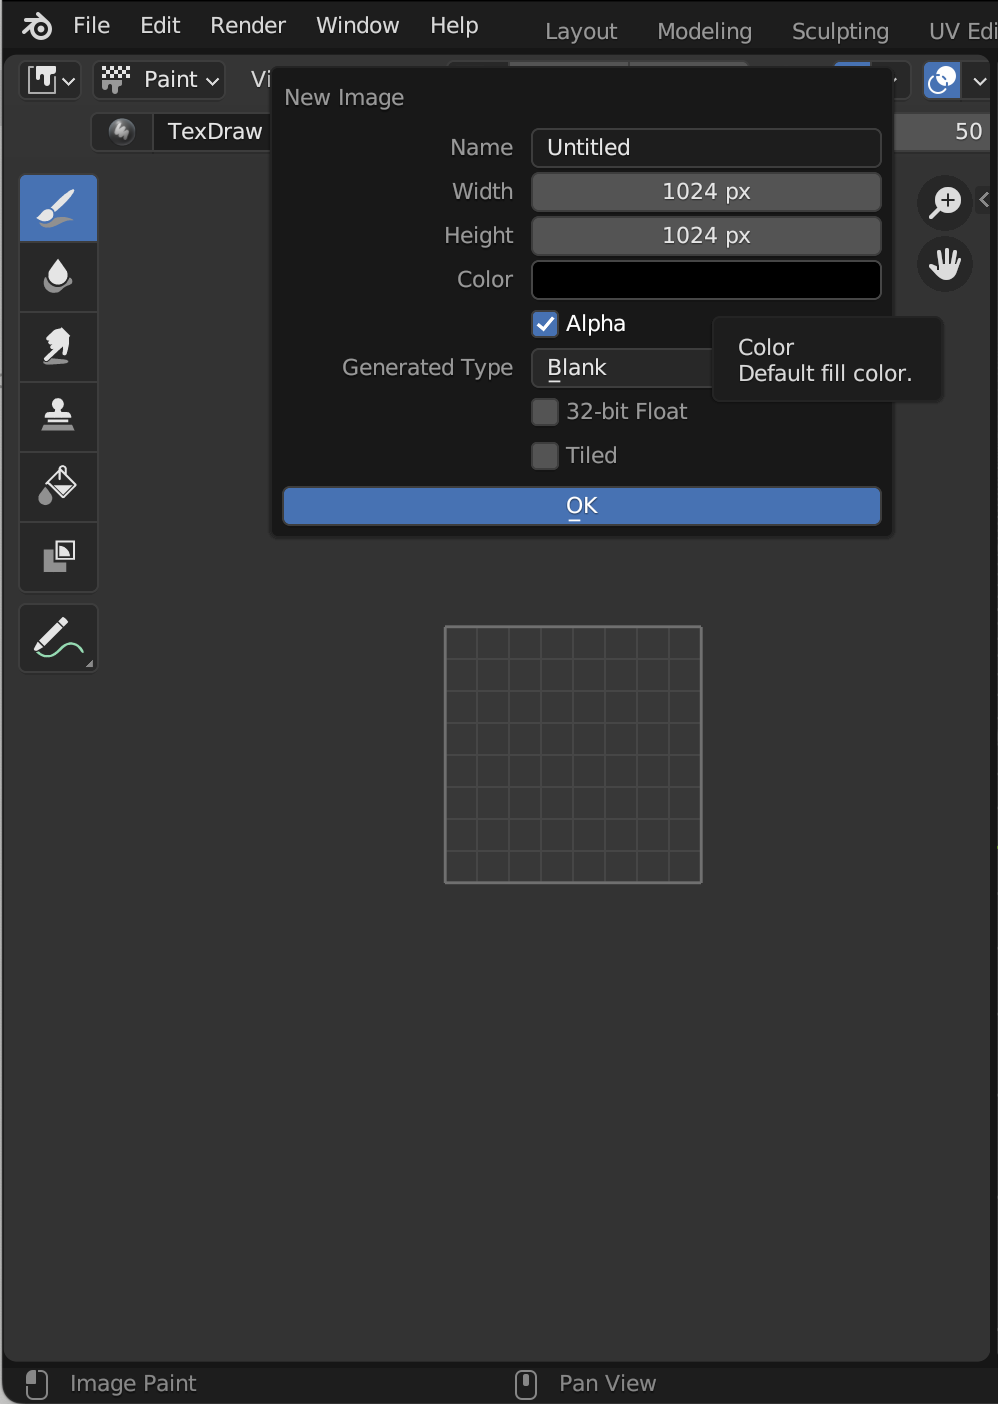 File Edit Render Window Help Layout Modeling Sculpting UV Edi
Paint Vi
TexDraw 50
New Image
Name Untitled
Width 1024 px
Height 1024 px
Color
Alpha
Color
Default fill color.
Generated Type Blank
32-bit Float
Tiled
OK
Image Paint Pan View